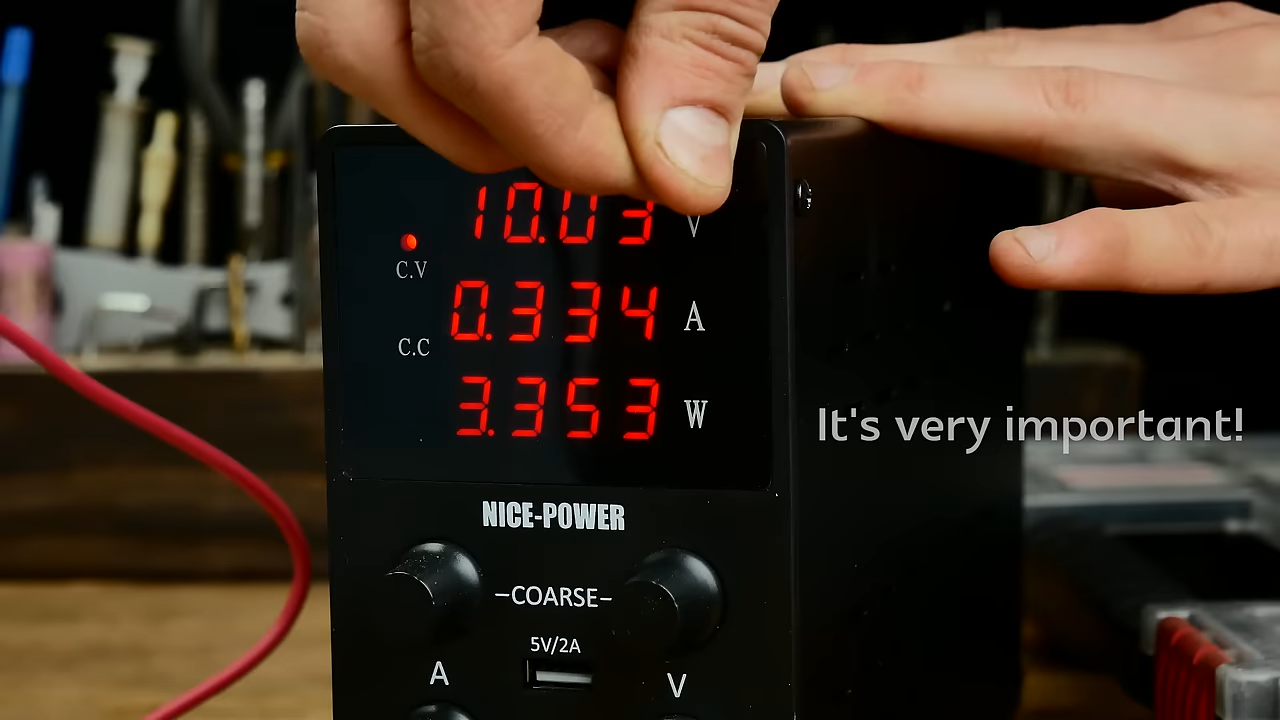 10.03 V
C.V
0.334 A
C.C
3.353 W
It's very important!
NICE-POWER
-COARSE-
5V/2A
A
V